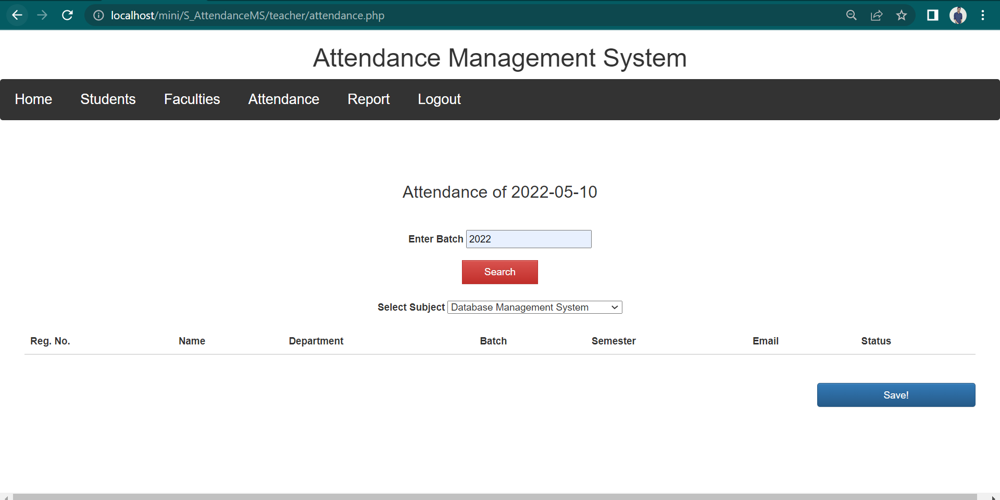 localhost/mini/S_AttendanceMS/teacher/attendance.php
Attendance Management System
Home Students Faculties Attendance Report Logout
Attendance of 2022-05-10
Enter Batch 2022
Search
Select Subject Database Management System
Reg. No. Name Department Batch Semester Email Status
Save!